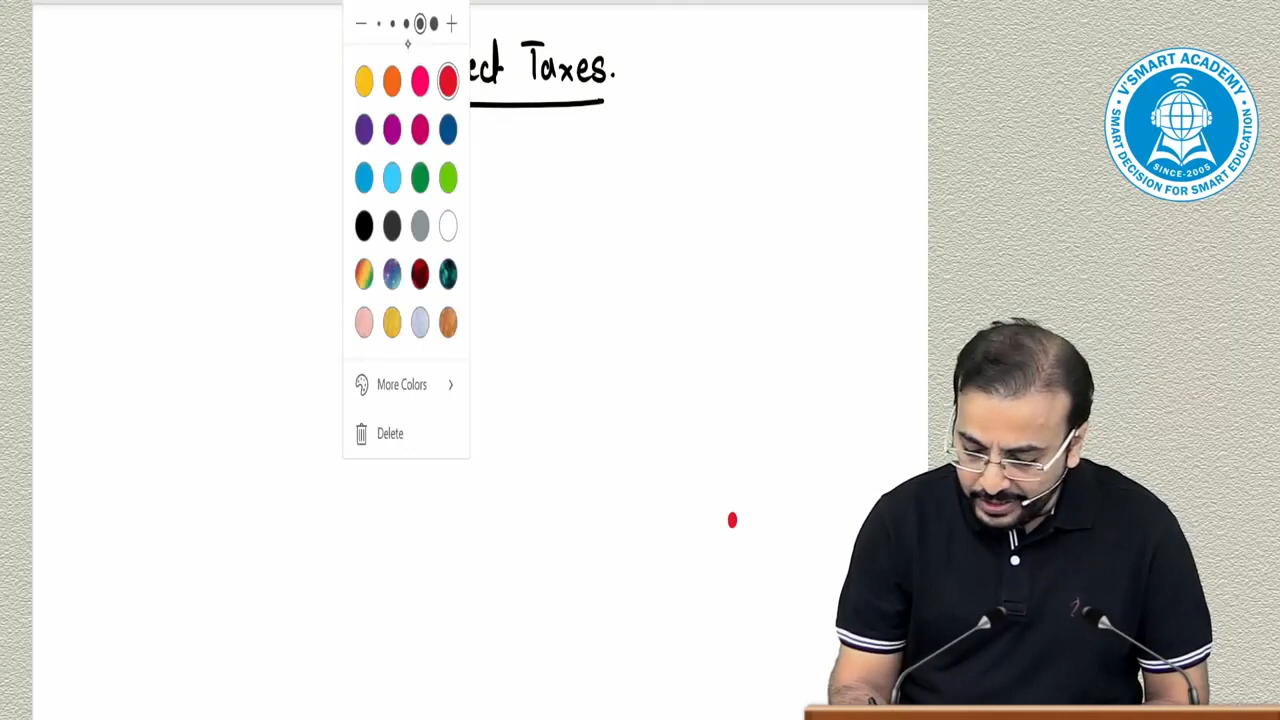 ect Taxes.
More Colors
Delete
V'SMART ACADEMY
SINCE-2005
SMART DECISION FOR SMART EDUCATION